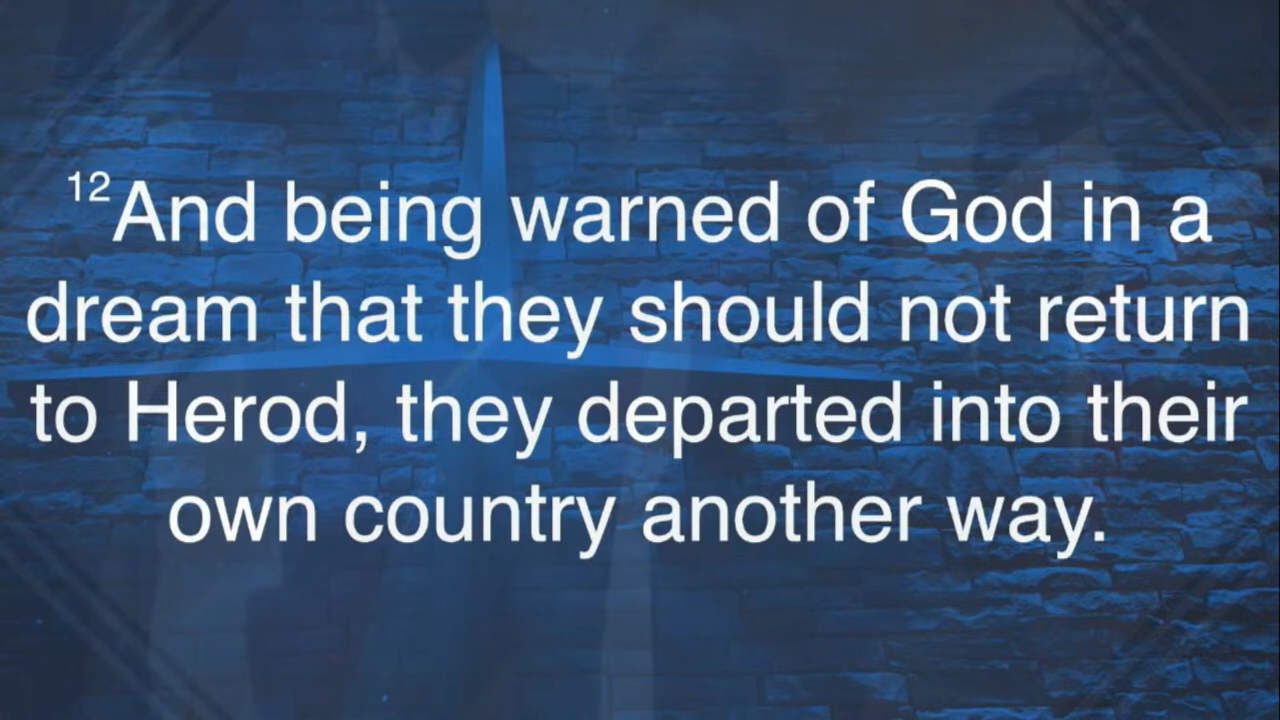 12And being warned of God in a
dream that they should not return
to Herod, they departed into their
own country another way.